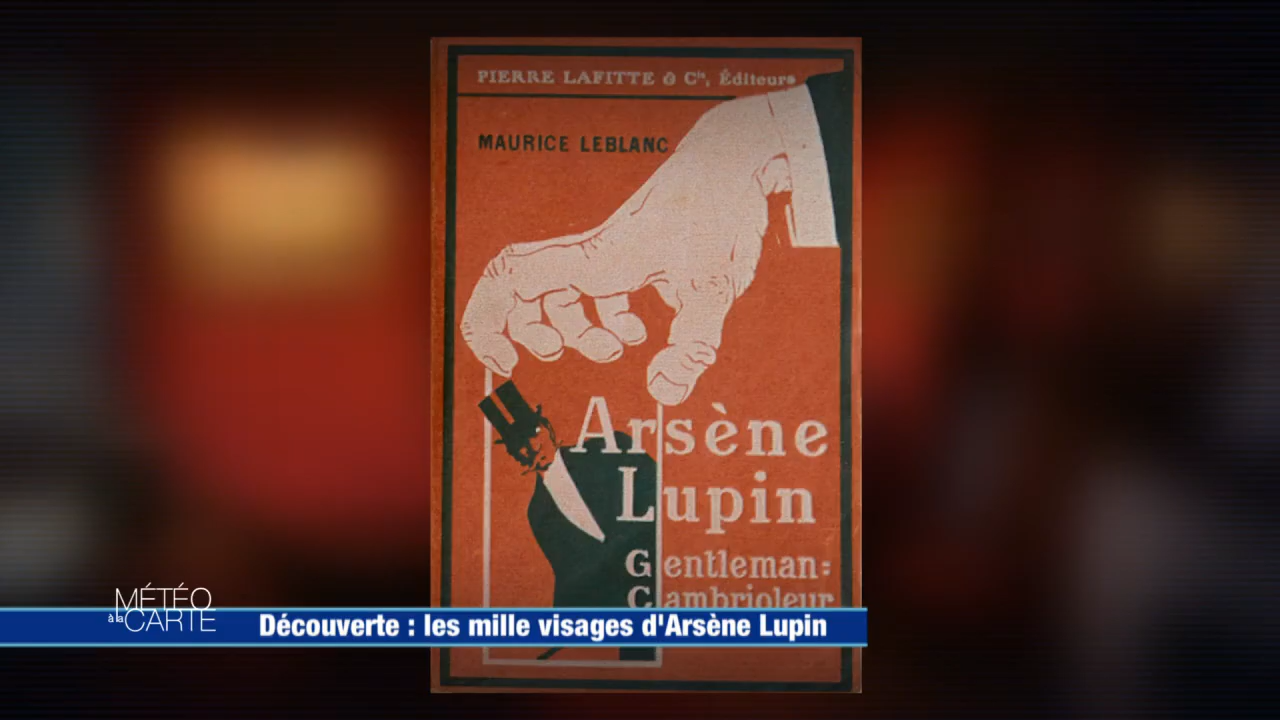 PIERRE LAFITTE & Cie, Éditeurs
MAURICE LEBLANC
Arsène
Lupin
Gentleman=
Cambrioleur
MÉTÉO
à la CARTE
Découverte : les mille visages d'Arsène Lupin